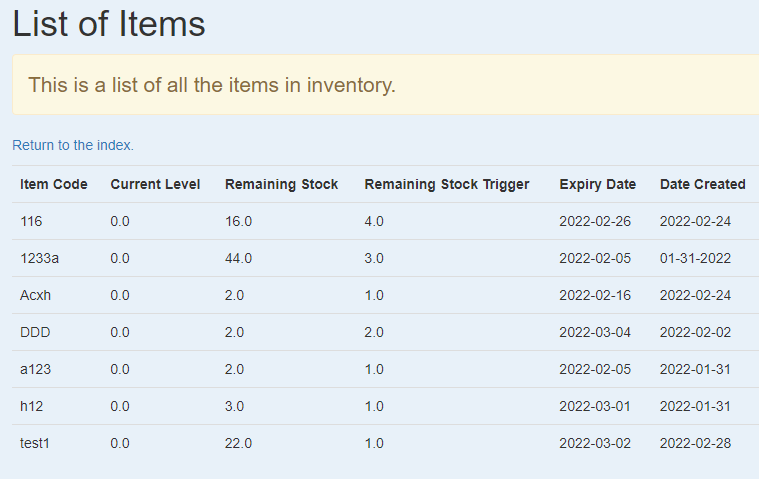 List of Items
This is a list of all the items in inventory.
Return to the index.
Item Code Current Level Remaining Stock Remaining Stock Trigger Expiry Date Date Created
116 0.0 16.0 4.0 2022-02-26 2022-02-24
1233a 0.0 44.0 3.0 2022-02-05 01-31-2022
Acxh 0.0 2.0 1.0 2022-02-16 2022-02-24
DDD 0.0 2.0 2.0 2022-03-04 2022-02-02
a123 0.0 2.0 1.0 2022-02-05 2022-01-31
h12 0.0 3.0 1.0 2022-03-01 2022-01-31
test1 0.0 22.0 1.0 2022-03-02 2022-02-28